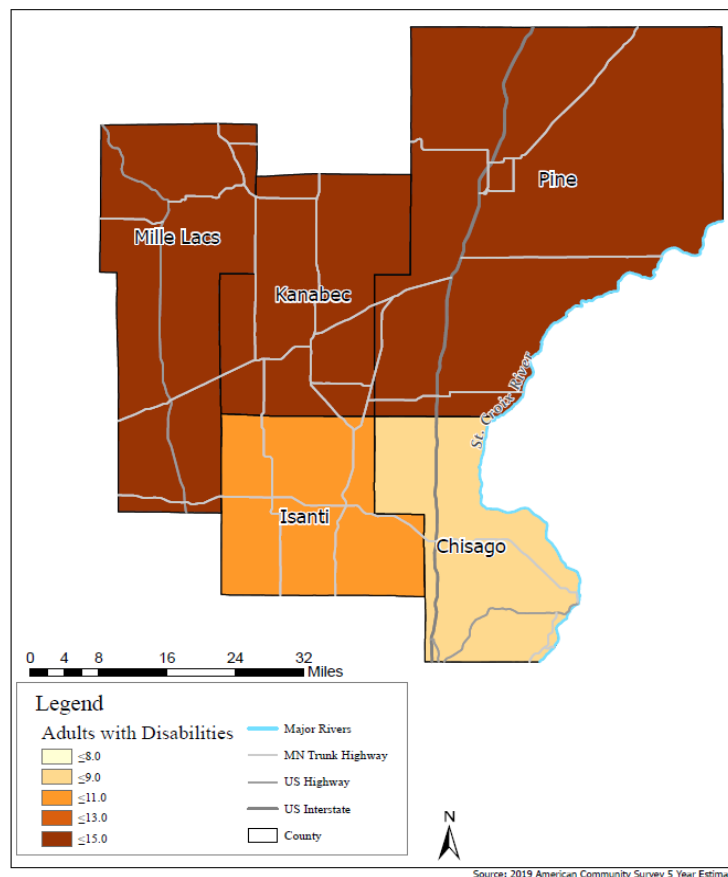 Pine
Mille Lacs
Kanabec
St. Croix River
Isanti
Chisago
0 4 8 16 24 32
Miles
Legend
Adults with Disabilities
≤8.0
≤9.0
≤11.0
≤13.0
≤15.0
Major Rivers
MN Trunk Highway
US Highway
US Interstate
County
N
Source: 2019 American Community Survey 5 Year Estima